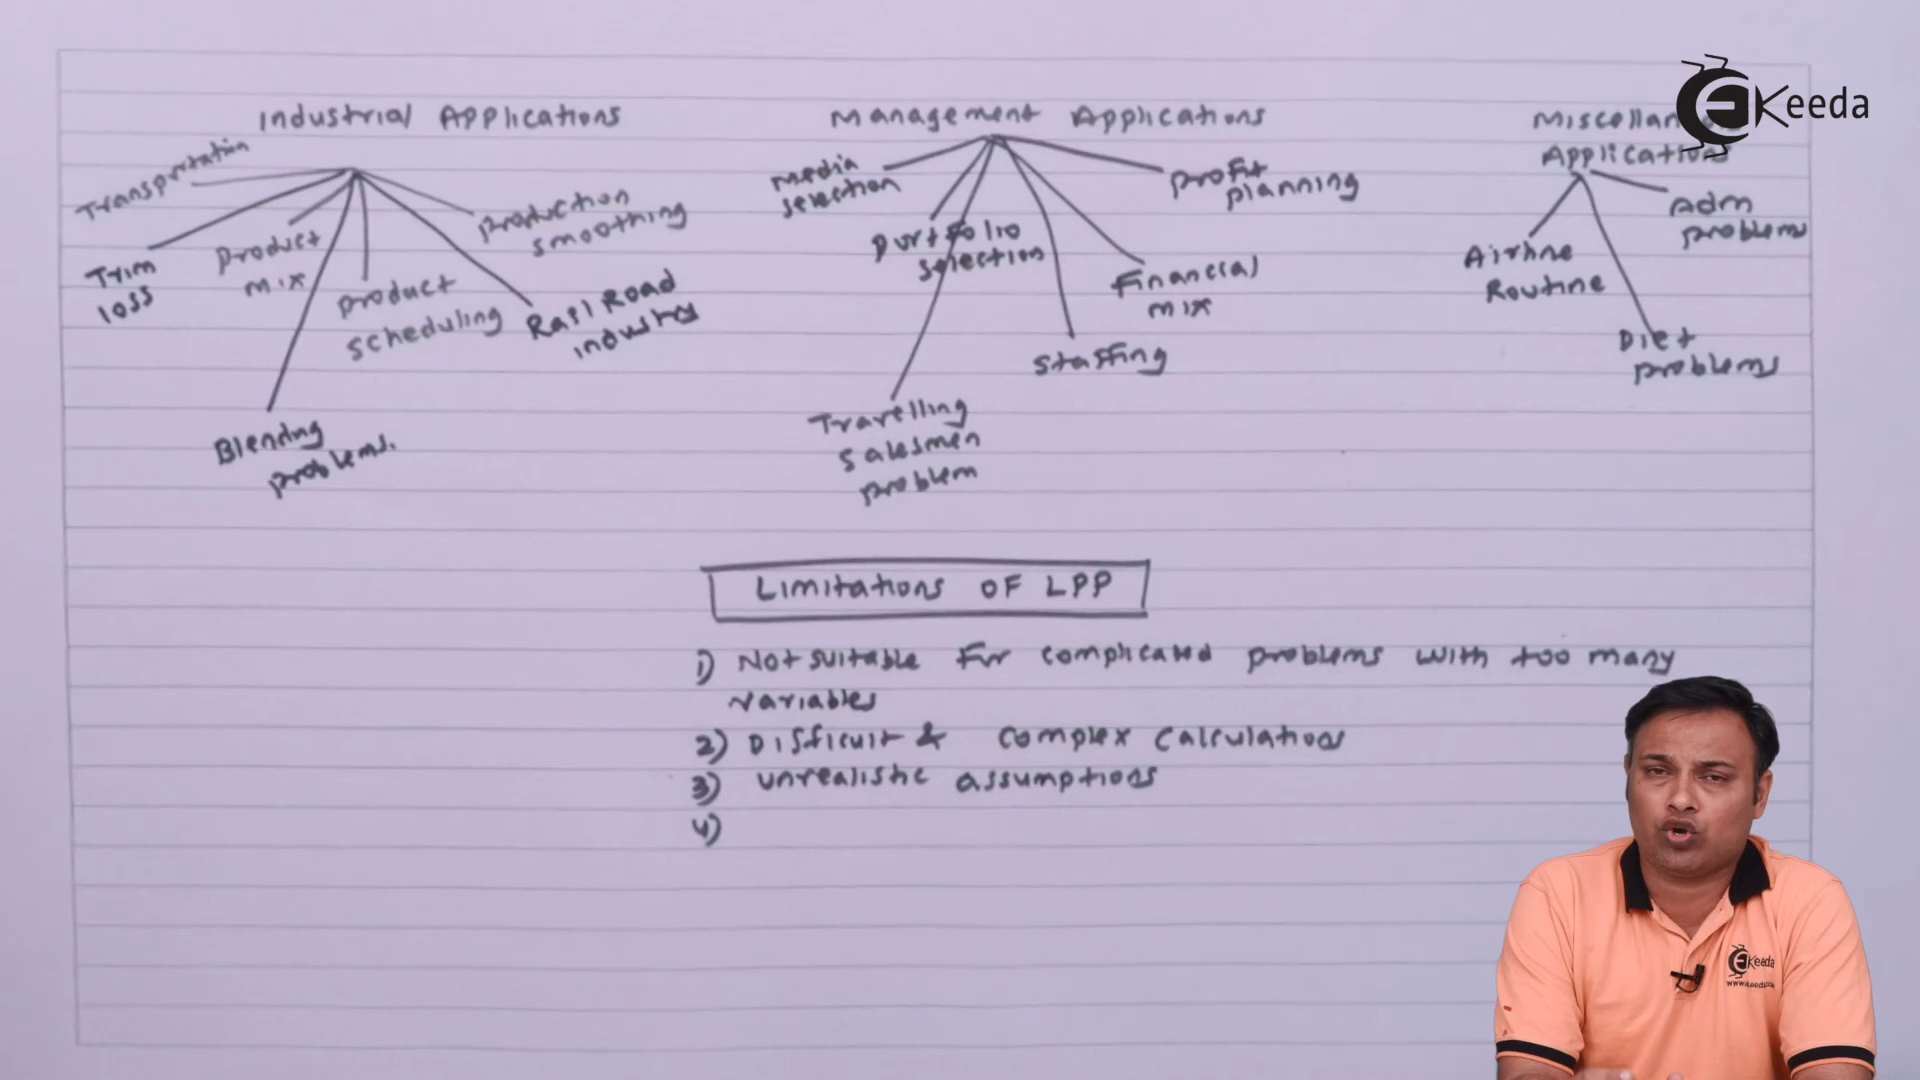 Industrial Applications
Transportation
Trim
loss
Product
mix
Blending
problems.
product
scheduling
Rail Road
industry
production
smoothing
Management Applications
Media
selection
portfolio
selection
Travelling
salesmen
problem
staffing
Financial
mix
profit
planning
Applications
Airline
Routine
Diet
problems
Adm
problems
EKeeda
Limitations OF LPP
1) Not suitable for complicated problems with too many
variables
2) Difficult & complex calculations
3) unrealistic assumptions
4)
EKeeda